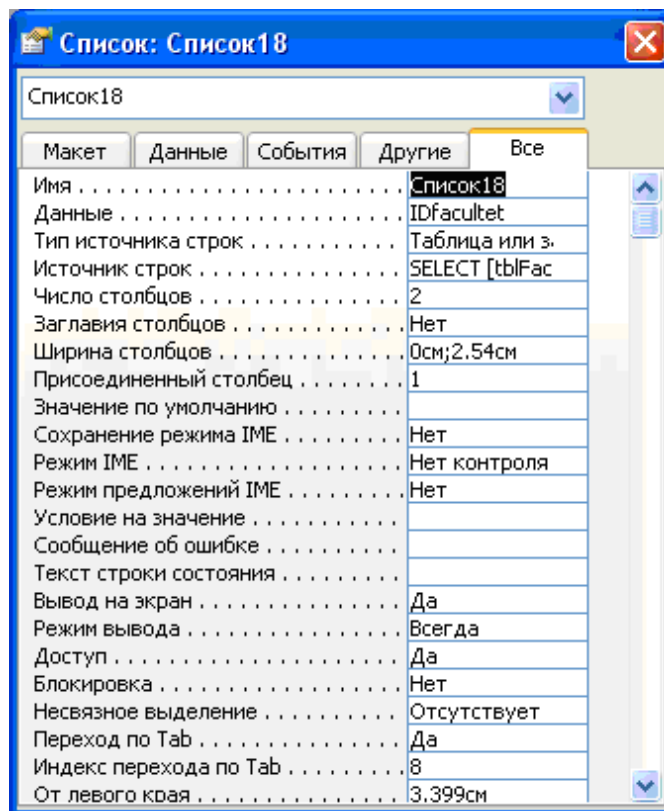 Список: Список18
Список18
Макет Данные События Другие Все
Имя . . . . . . . . . . . . . . . . . . . . . . . . Список18
Данные . . . . . . . . . . . . . . . . . . . . . IDfacultet
Тип источника строк . . . . . . . . . . . Таблица или з
Источник строк . . . . . . . . . . . . . . . SELECT [tblFac
Число столбцов . . . . . . . . . . . . . . . 2
Заглавия столбцов . . . . . . . . . . . . . Нет
Ширина столбцов . . . . . . . . . . . . . . 0см;2.54см
Присоединенный столбец . . . . . . . . 1
Значение по умолчанию . . . . . . . . .
Сохранение режима IME . . . . . . . . . Нет
Режим IME . . . . . . . . . . . . . . . . . . . Нет контроля
Режим предложений IME . . . . . . . . . Нет
Условие на значение . . . . . . . . . . .
Сообщение об ошибке . . . . . . . . . .
Текст строки состояния . . . . . . . . .
Вывод на экран . . . . . . . . . . . . . . . Да
Режим вывода . . . . . . . . . . . . . . . . Всегда
Доступ . . . . . . . . . . . . . . . . . . . . . Да
Блокировка . . . . . . . . . . . . . . . . . . Нет
Несвязное выделение . . . . . . . . . . Отсутствует
Переход по Tab . . . . . . . . . . . . . . . Да
Индекс перехода по Tab . . . . . . . . . 8
От левого края . . . . . . . . . . . . . . . 3.399см